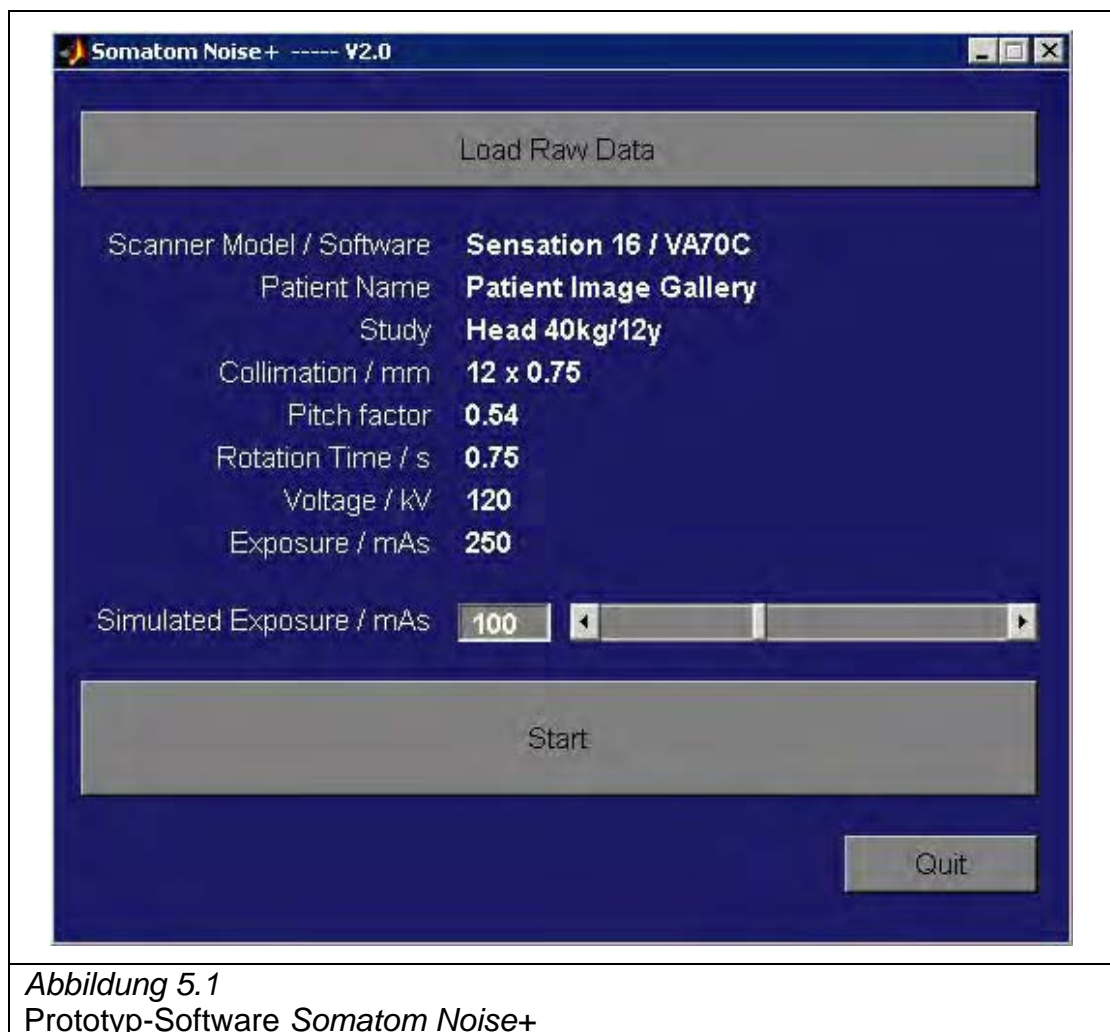 Somatom Noise+ ----- V2.0
Load Raw Data
Scanner Model / Software Sensation 16 / VA70C
Patient Name Patient Image Gallery
Study Head 40kg/12y
Collimation / mm 12 x 0.75
Pitch factor 0.54
Rotation Time / s 0.75
Voltage / kV 120
Exposure / mAs 250
Simulated Exposure / mAs 100
Start
Quit
Abbildung 5.1
Prototyp-Software Somatom Noise+